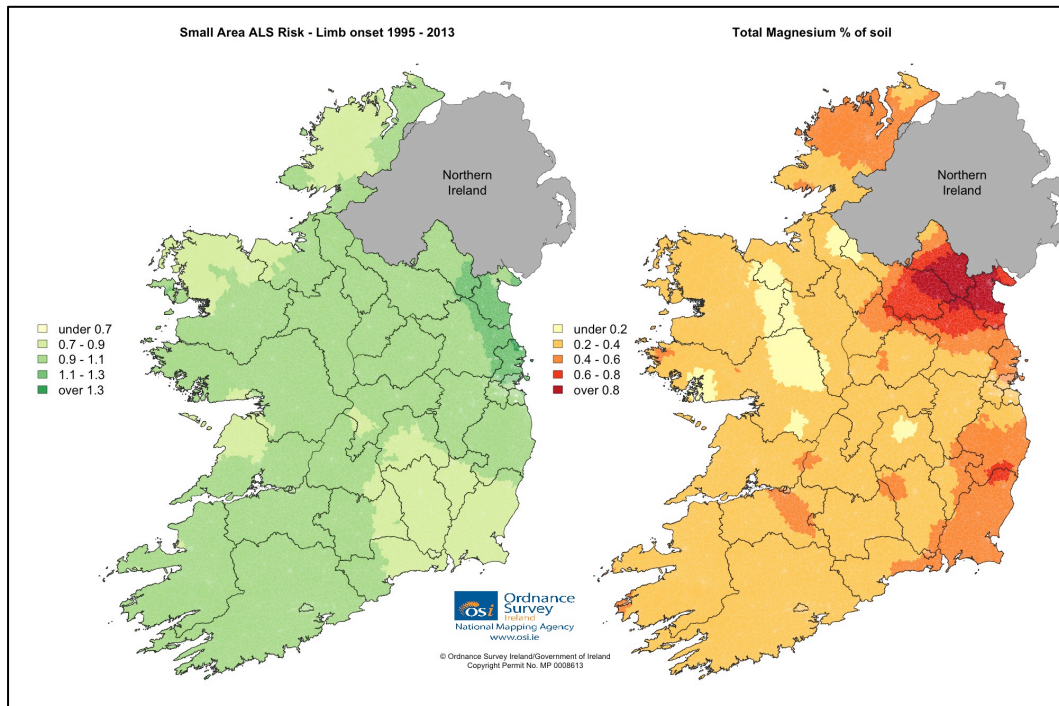 Small Area ALS Risk - Limb onset 1995 - 2013
Total Magnesium % of soil
Northern
Ireland
Northern
Ireland
under 0.7
0.7 - 0.9
0.9 - 1.1
1.1 - 1.3
over 1.3
under 0.2
0.2 - 0.4
0.4 - 0.6
0.6 - 0.8
over 0.8
osi Ordnance
Survey
Ireland
National Mapping Agency
www.osi.ie
© Ordnance Survey Ireland/Government of Ireland
Copyright Permit No. MP 0008613